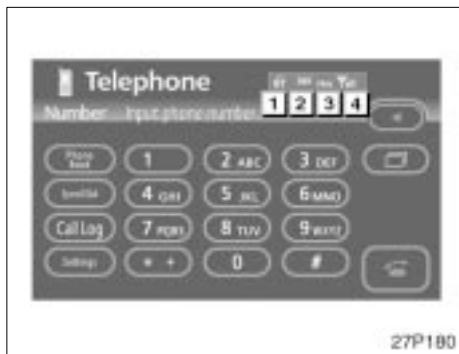 Telephone
1 2 3 4
Number Input phone number
Phone Book 1 2 ABC 3 DEF
Speed Dial 4 GHI 5 JKL 6 MNO
Call Log 7 PQRS 8 TUV 9 WXYZ
Settings * + 0 #
27P180